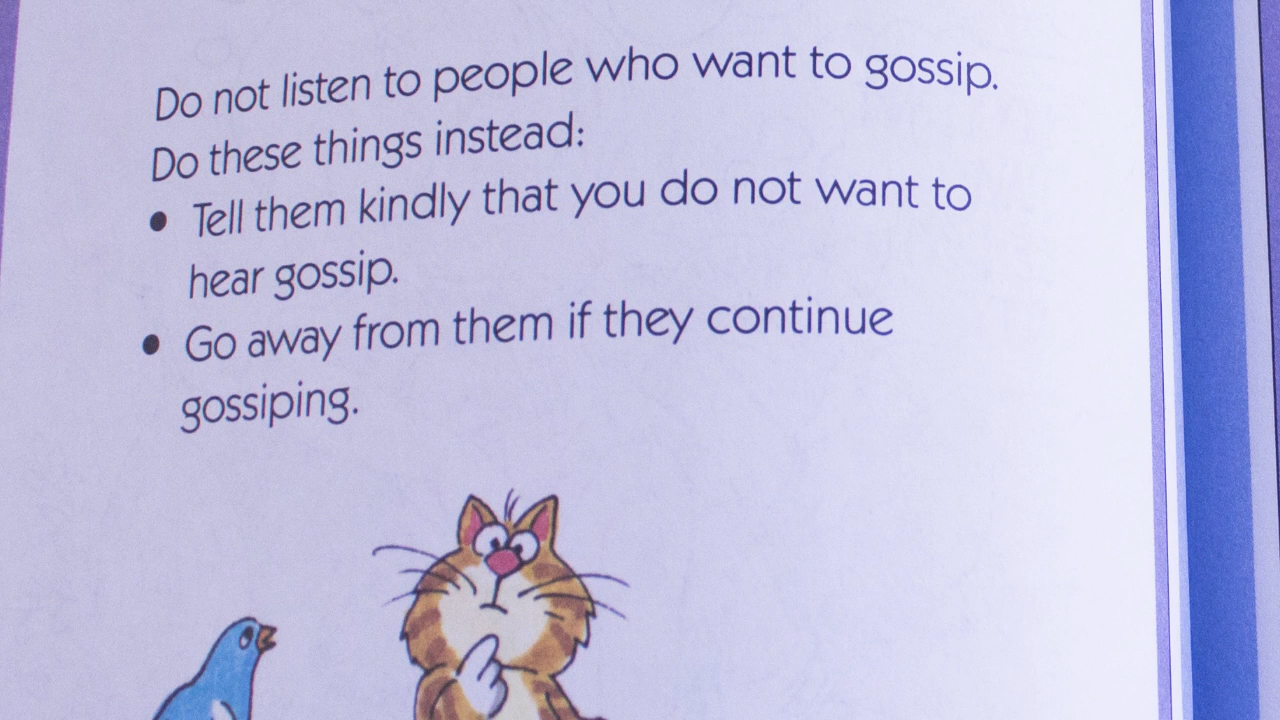 Do not listen to people who want to gossip.
Do these things instead:
• Tell them kindly that you do not want to
hear gossip.
• Go away from them if they continue
gossiping.